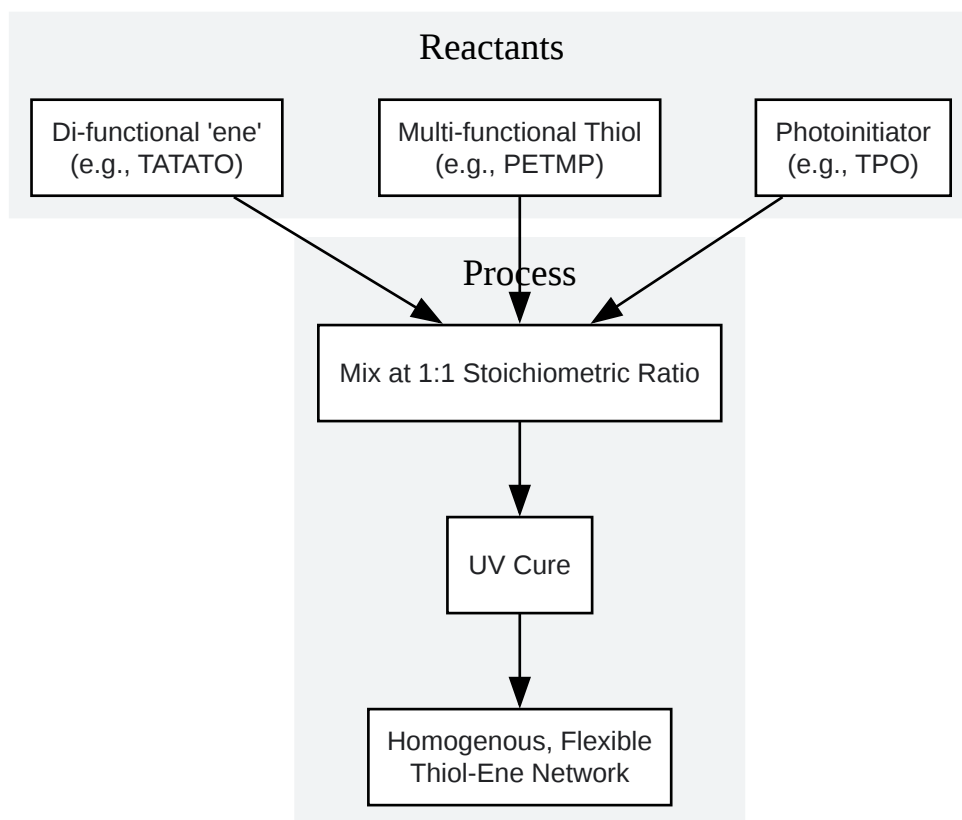 Reactants
Di-functional 'ene'
(e.g., TATATO)
Multi-functional Thiol
(e.g., PETMP)
Photoinitiator
(e.g., TPO)
Process
Mix at 1:1 Stoichiometric Ratio
UV Cure
Homogenous, Flexible
Thiol-Ene Network